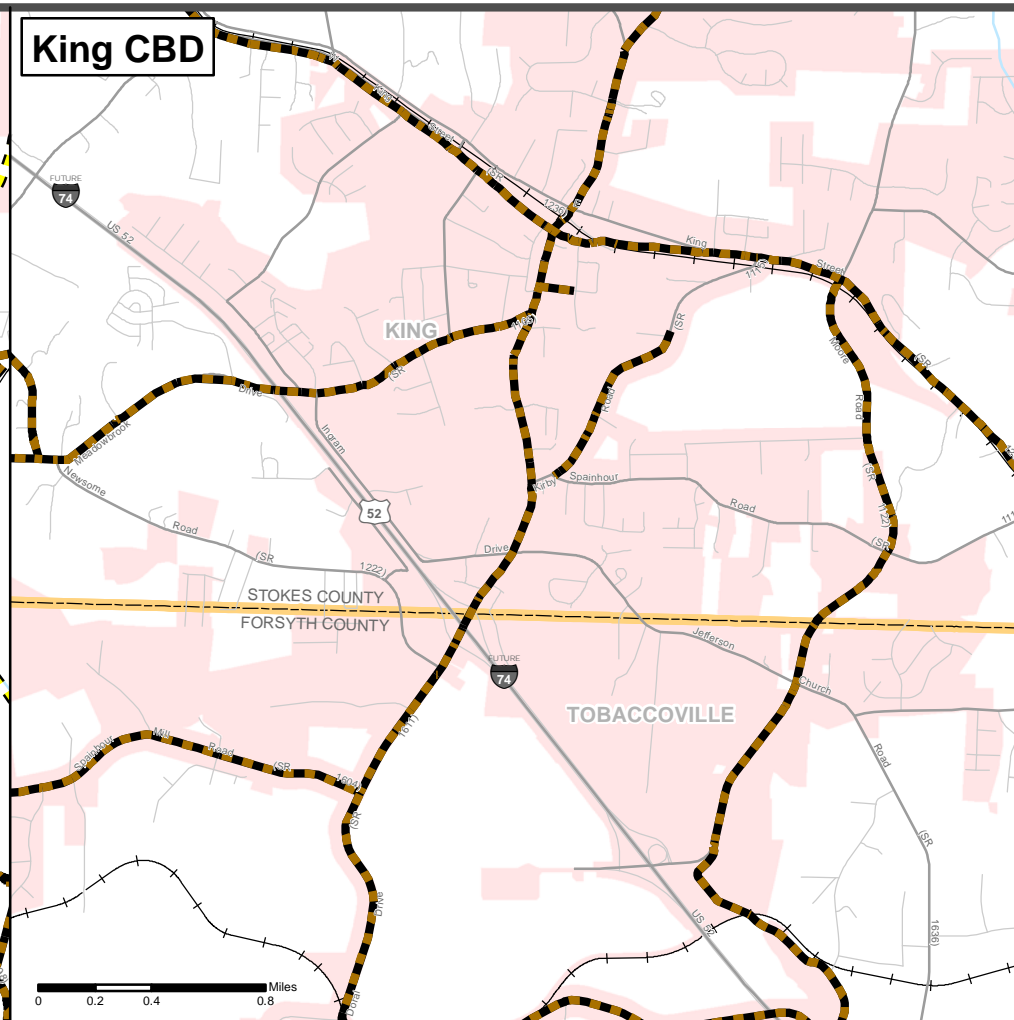 King CBD
FUTURE
74
US 52
King
Street
(SR
1236)
King
Street
1115)
(SR
KING
(SR
Drive
Meadowbrook
Ingram
Newsome
Road
(SR
1222)
52
Road
Kirby
Spainhour
Road
Moore
Road
(SR
1122)
(SR
(SR
Drive
STOKES COUNTY
FORSYTH COUNTY
Jefferson
Church
Road
(SR
1636)
FUTURE
74
TOBACCOVILLE
1611)
(SR
Drive
Doral
Spainhour
Mill
Road
(SR
1604)
US 52
0 0.2 0.4 0.8 Miles